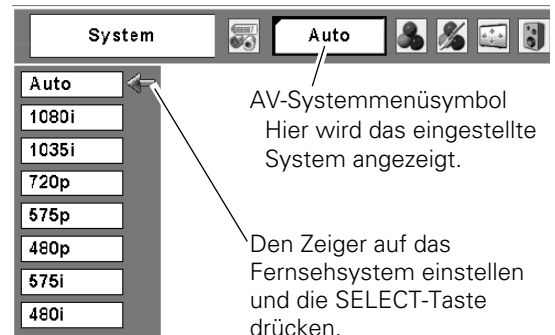 System
Auto
Auto
1080i
1035i
720p
575p
480p
575i
480i
AV-Systemmenüsymbol
Hier wird das eingestellte
System angezeigt.
Den Zeiger auf das
Fernsehsystem einstellen
und die SELECT-Taste
drücken.